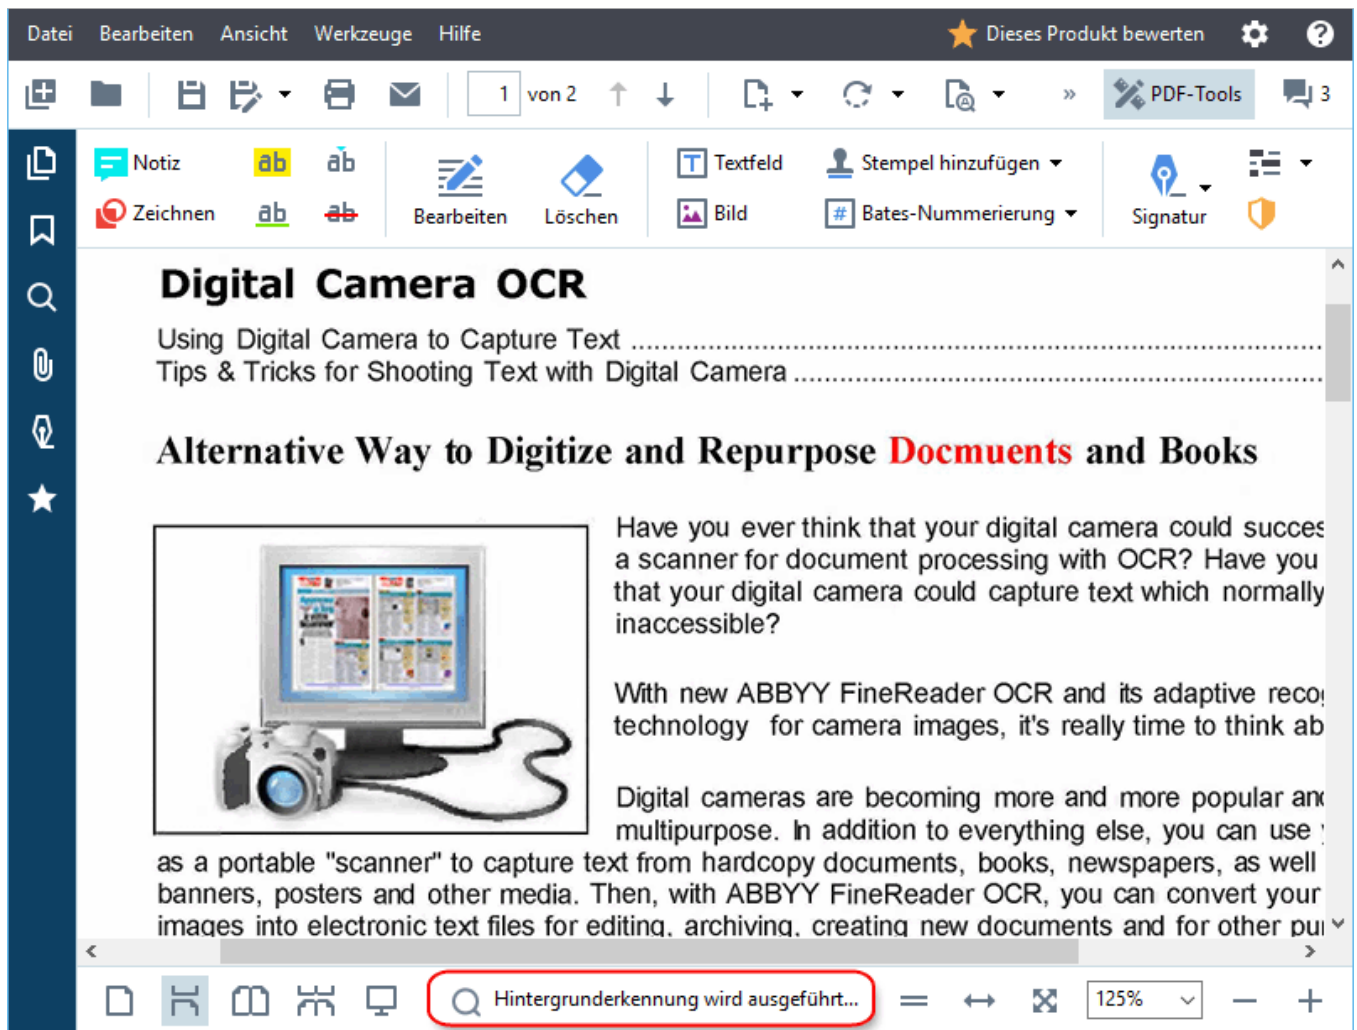 Datei Bearbeiten Ansicht Werkzeuge Hilfe Dieses Produkt bewerten
1 von 2 PDF-Tools 3
Notiz ab ab Bearbeiten Löschen Textfeld Stempel hinzufügen Signatur
Zeichnen ab ab Bild # Bates-Nummerierung
Digital Camera OCR
Using Digital Camera to Capture Text ................................................................
Tips & Tricks for Shooting Text with Digital Camera ................................................
Alternative Way to Digitize and Repurpose Docmuents and Books
Have you ever think that your digital camera could succes
a scanner for document processing with OCR? Have you
that your digital camera could capture text which normally
inaccessible?
With new ABBYY FineReader OCR and its adaptive recog
technology for camera images, it's really time to think ab
Digital cameras are becoming more and more popular and
multipurpose. In addition to everything else, you can use
as a portable "scanner" to capture text from hardcopy documents, books, newspapers, as well
banners, posters and other media. Then, with ABBYY FineReader OCR, you can convert your
images into electronic text files for editing, archiving, creating new documents and for other pur
Hintergrunderkennung wird ausgeführt... 125%